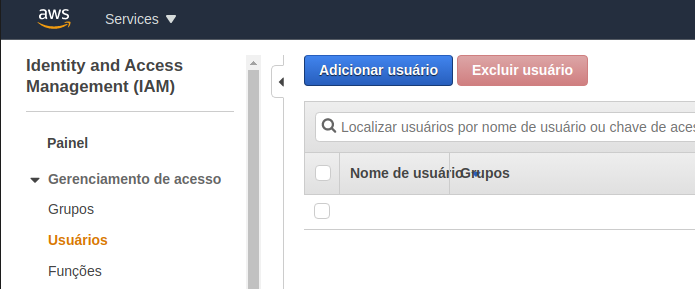 aws
Services
Identity and Access
Management (IAM)
Adicionar usuário
Excluir usuário
Localizar usuários por nome de usuário ou chave de aces
Painel
Nome de usuário
Grupos
Gerenciamento de acesso
Grupos
Usuários
Funções